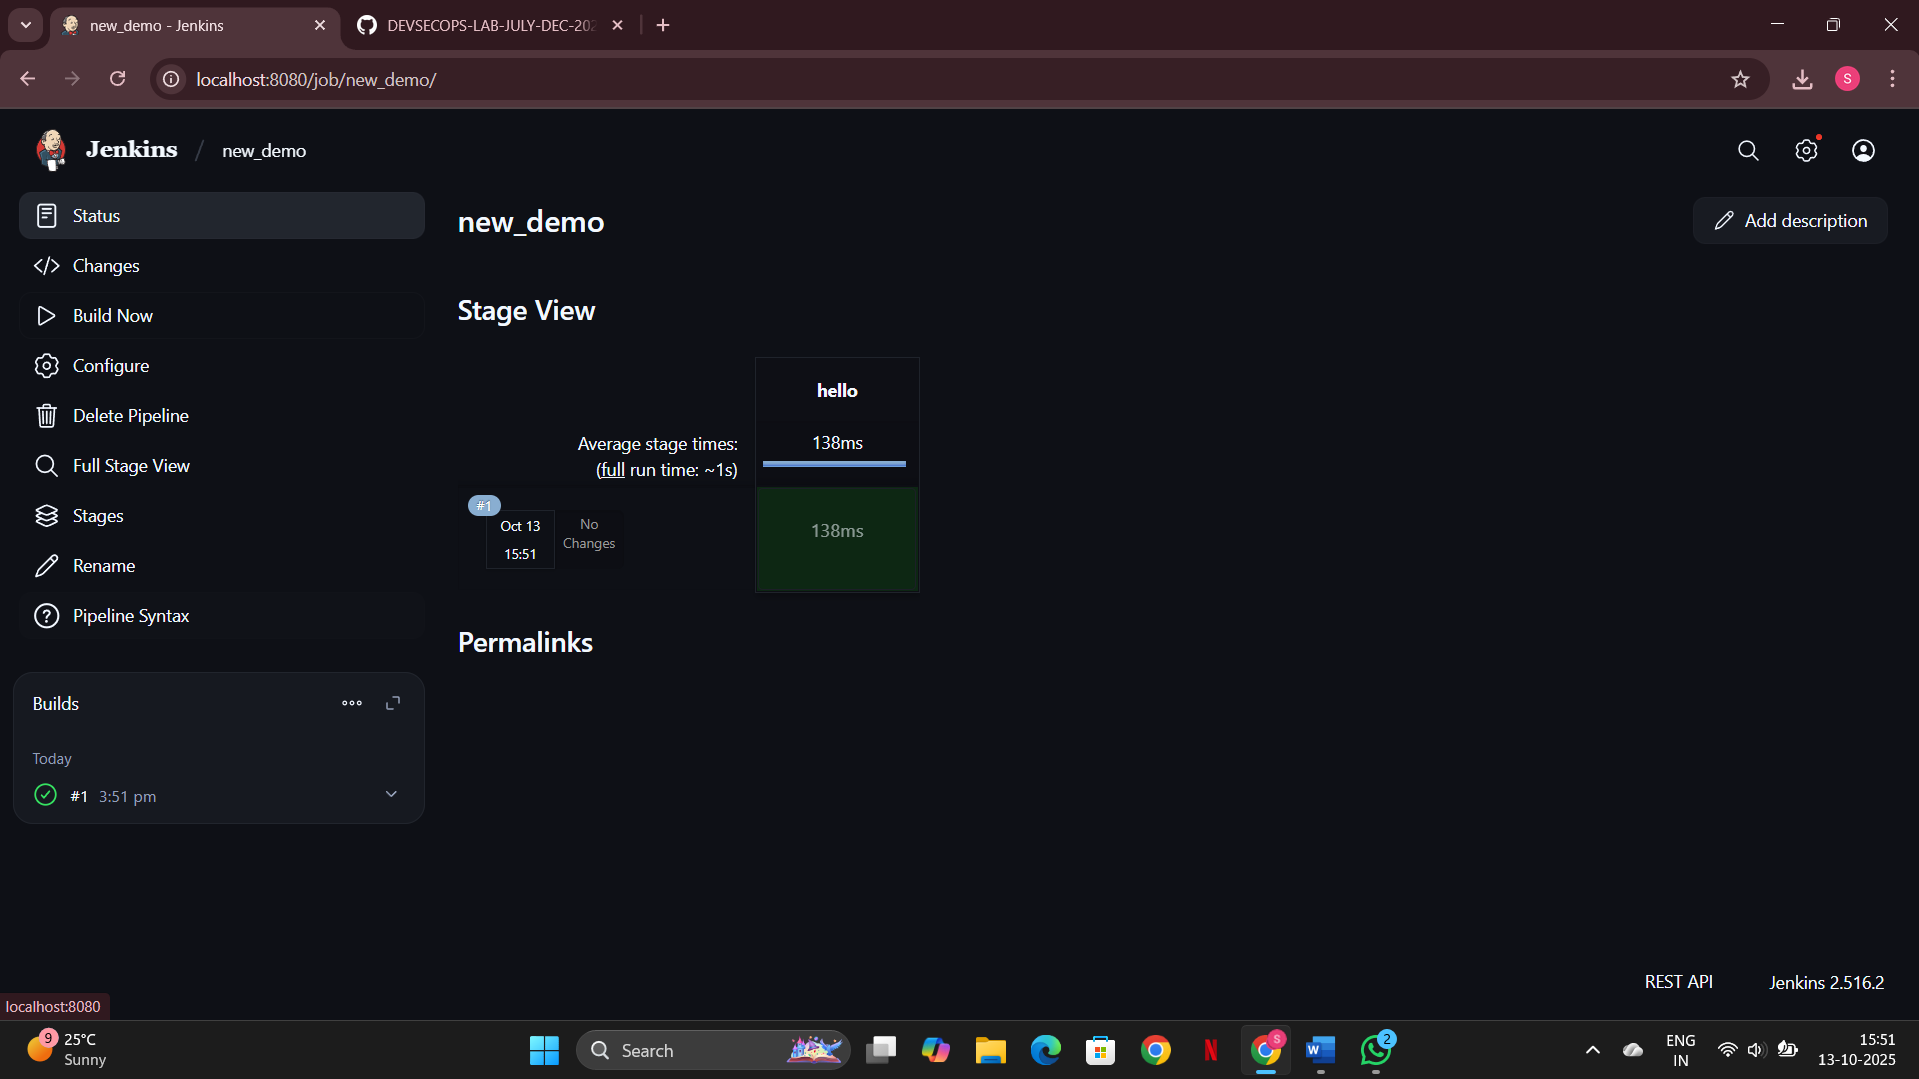 new_demo - Jenkins
DEVSECOPS-LAB-JULY-DEC-202
localhost:8080/job/new_demo/
S
Jenkins / new_demo
Status
Changes
Build Now
Configure
Delete Pipeline
Full Stage View
Stages
Rename
Pipeline Syntax
Builds
Today
#1 3:51 pm
new_demo
Add description
Stage View
hello
Average stage times:
(full run time: ~1s)
138ms
#1
Oct 13
15:51
No
Changes
138ms
Permalinks
REST API
Jenkins 2.516.2
localhost:8080
9
25°C
Sunny
Search
N
S
W
2
ENG
IN
15:51
13-10-2025